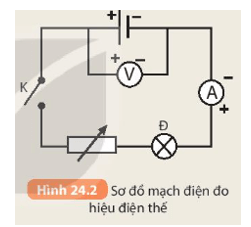 + −
+ V −
K
− A +
Đ
Hình 24.2 Sơ đồ mạch điện đo
hiệu điện thế